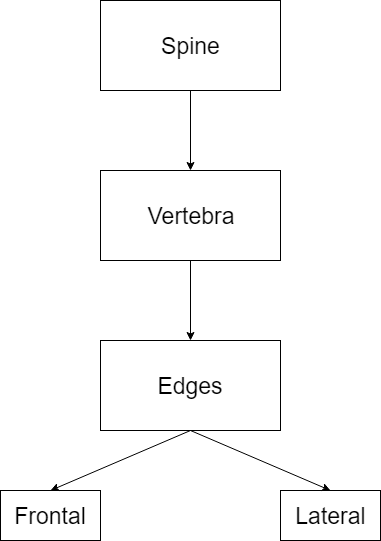 Spine
Vertebra
Edges
Frontal
Lateral